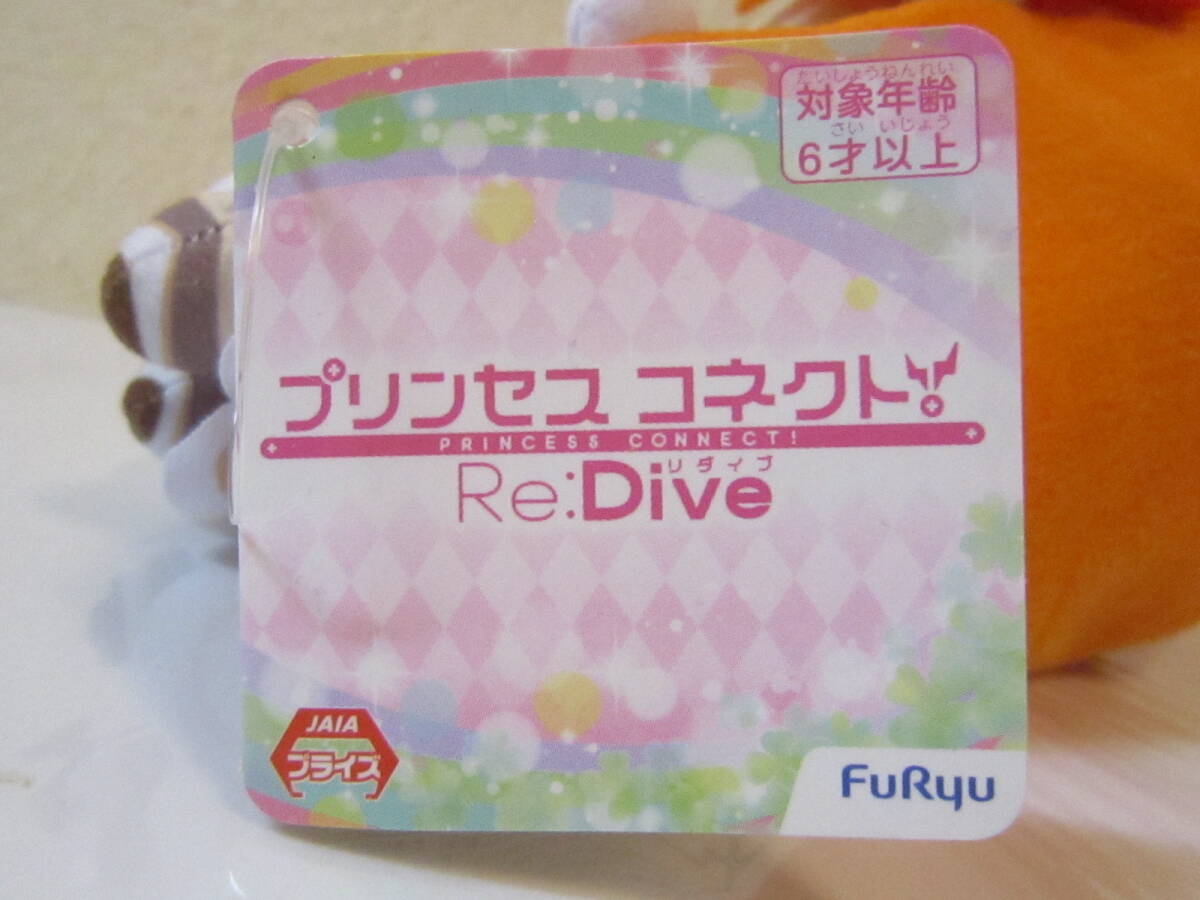 たいしょうねんれい
対象年齢
さい いじょう
6才以上
プリンセス コネクト!
PRINCESS CONNECT!
リダイブ
Re:Dive
JAIA
プライズ
FuRyu